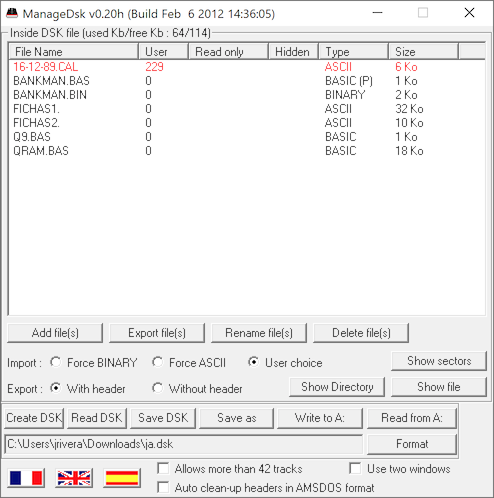 ManageDsk v0.20h (Build Feb  6 2012 14:36:05)
Inside DSK file (used Kb/free Kb : 64/114)
File Name User Read only Hidden Type Size
16-12-89.CAL 229 ASCII 6 Ko
BANKMAN.BAS 0 BASIC (P) 1 Ko
BANKMAN.BIN 0 BINARY 2 Ko
FICHAS1. 0 ASCII 32 Ko
FICHAS2. 0 ASCII 10 Ko
Q9.BAS 0 BASIC 1 Ko
QRAM.BAS 0 BASIC 18 Ko
Add file(s) Export file(s) Rename file(s) Delete file(s)
Import : Force BINARY Force ASCII User choice Show sectors
Export : With header Without header Show Directory Show file
Create DSK Read DSK Save DSK Save as Write to A: Read from A:
C:\Users\jrivera\Downloads\ja.dsk Format
Allows more than 42 tracks Use two windows
Auto clean-up headers in AMSDOS format